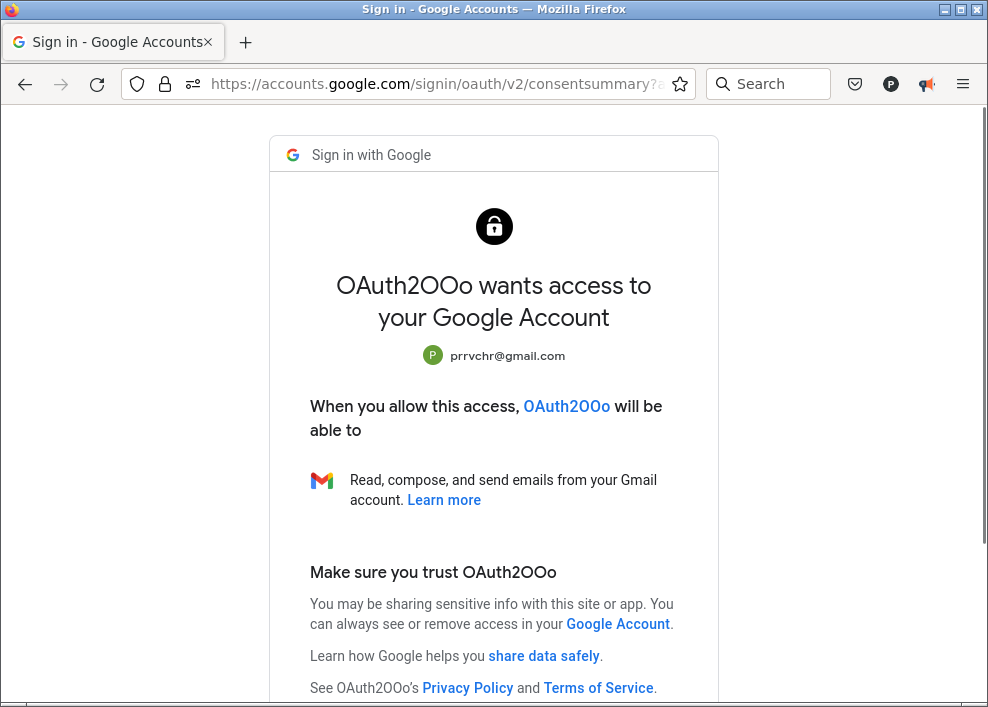 Sign in - Google Accounts — Mozilla Firefox
Sign in - Google Accounts
https://accounts.google.com/signin/oauth/v2/consentsummary?a
Search
P
Sign in with Google
OAuth2OOo wants access to
your Google Account
P prrvchr@gmail.com
When you allow this access, OAuth2OOo will be
able to
Read, compose, and send emails from your Gmail
account. Learn more
Make sure you trust OAuth2OOo
You may be sharing sensitive info with this site or app. You
can always see or remove access in your Google Account.
Learn how Google helps you share data safely.
See OAuth2OOo’s Privacy Policy and Terms of Service.